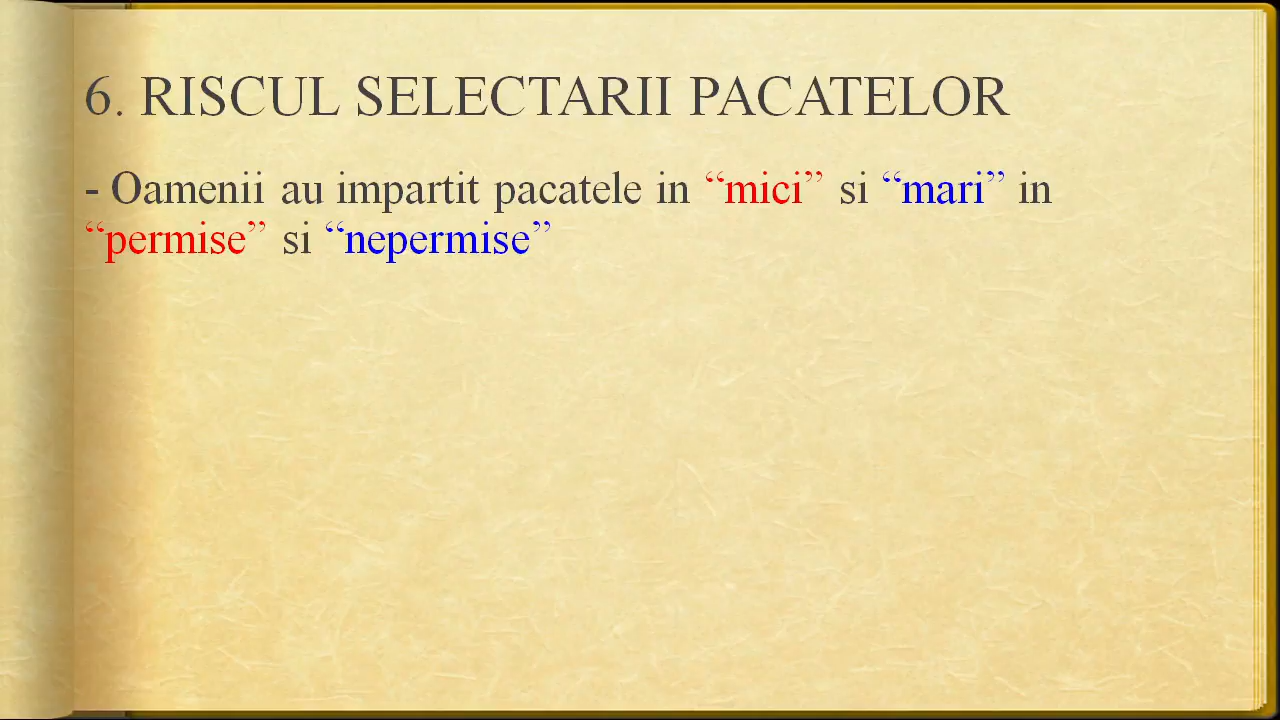 6. RISCUL SELECTARII PACATELOR
- Oamenii au impartit pacatele in “mici” si “mari” in
“permise” si “nepermise”